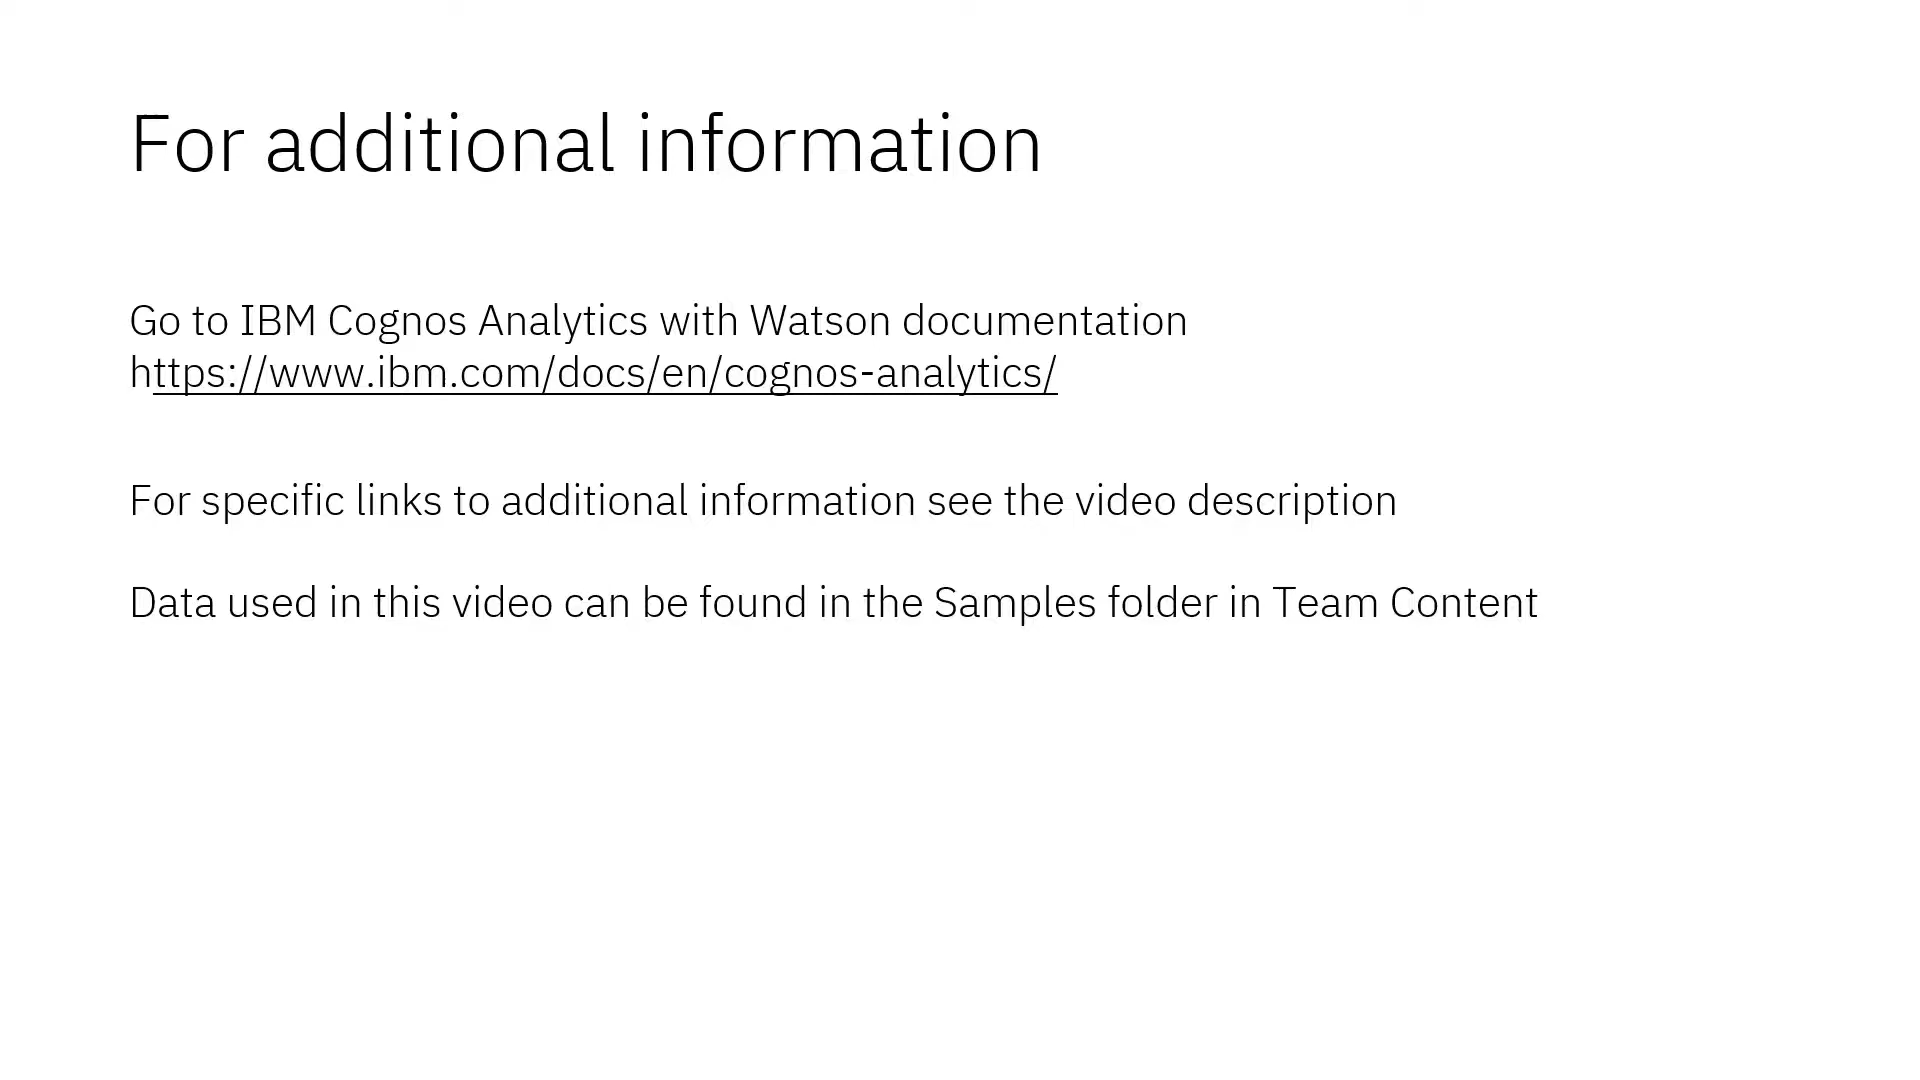 For additional information
Go to IBM Cognos Analytics with Watson documentation
https://www.ibm.com/docs/en/cognos-analytics/
For specific links to additional information see the video description
Data used in this video can be found in the Samples folder in Team Content